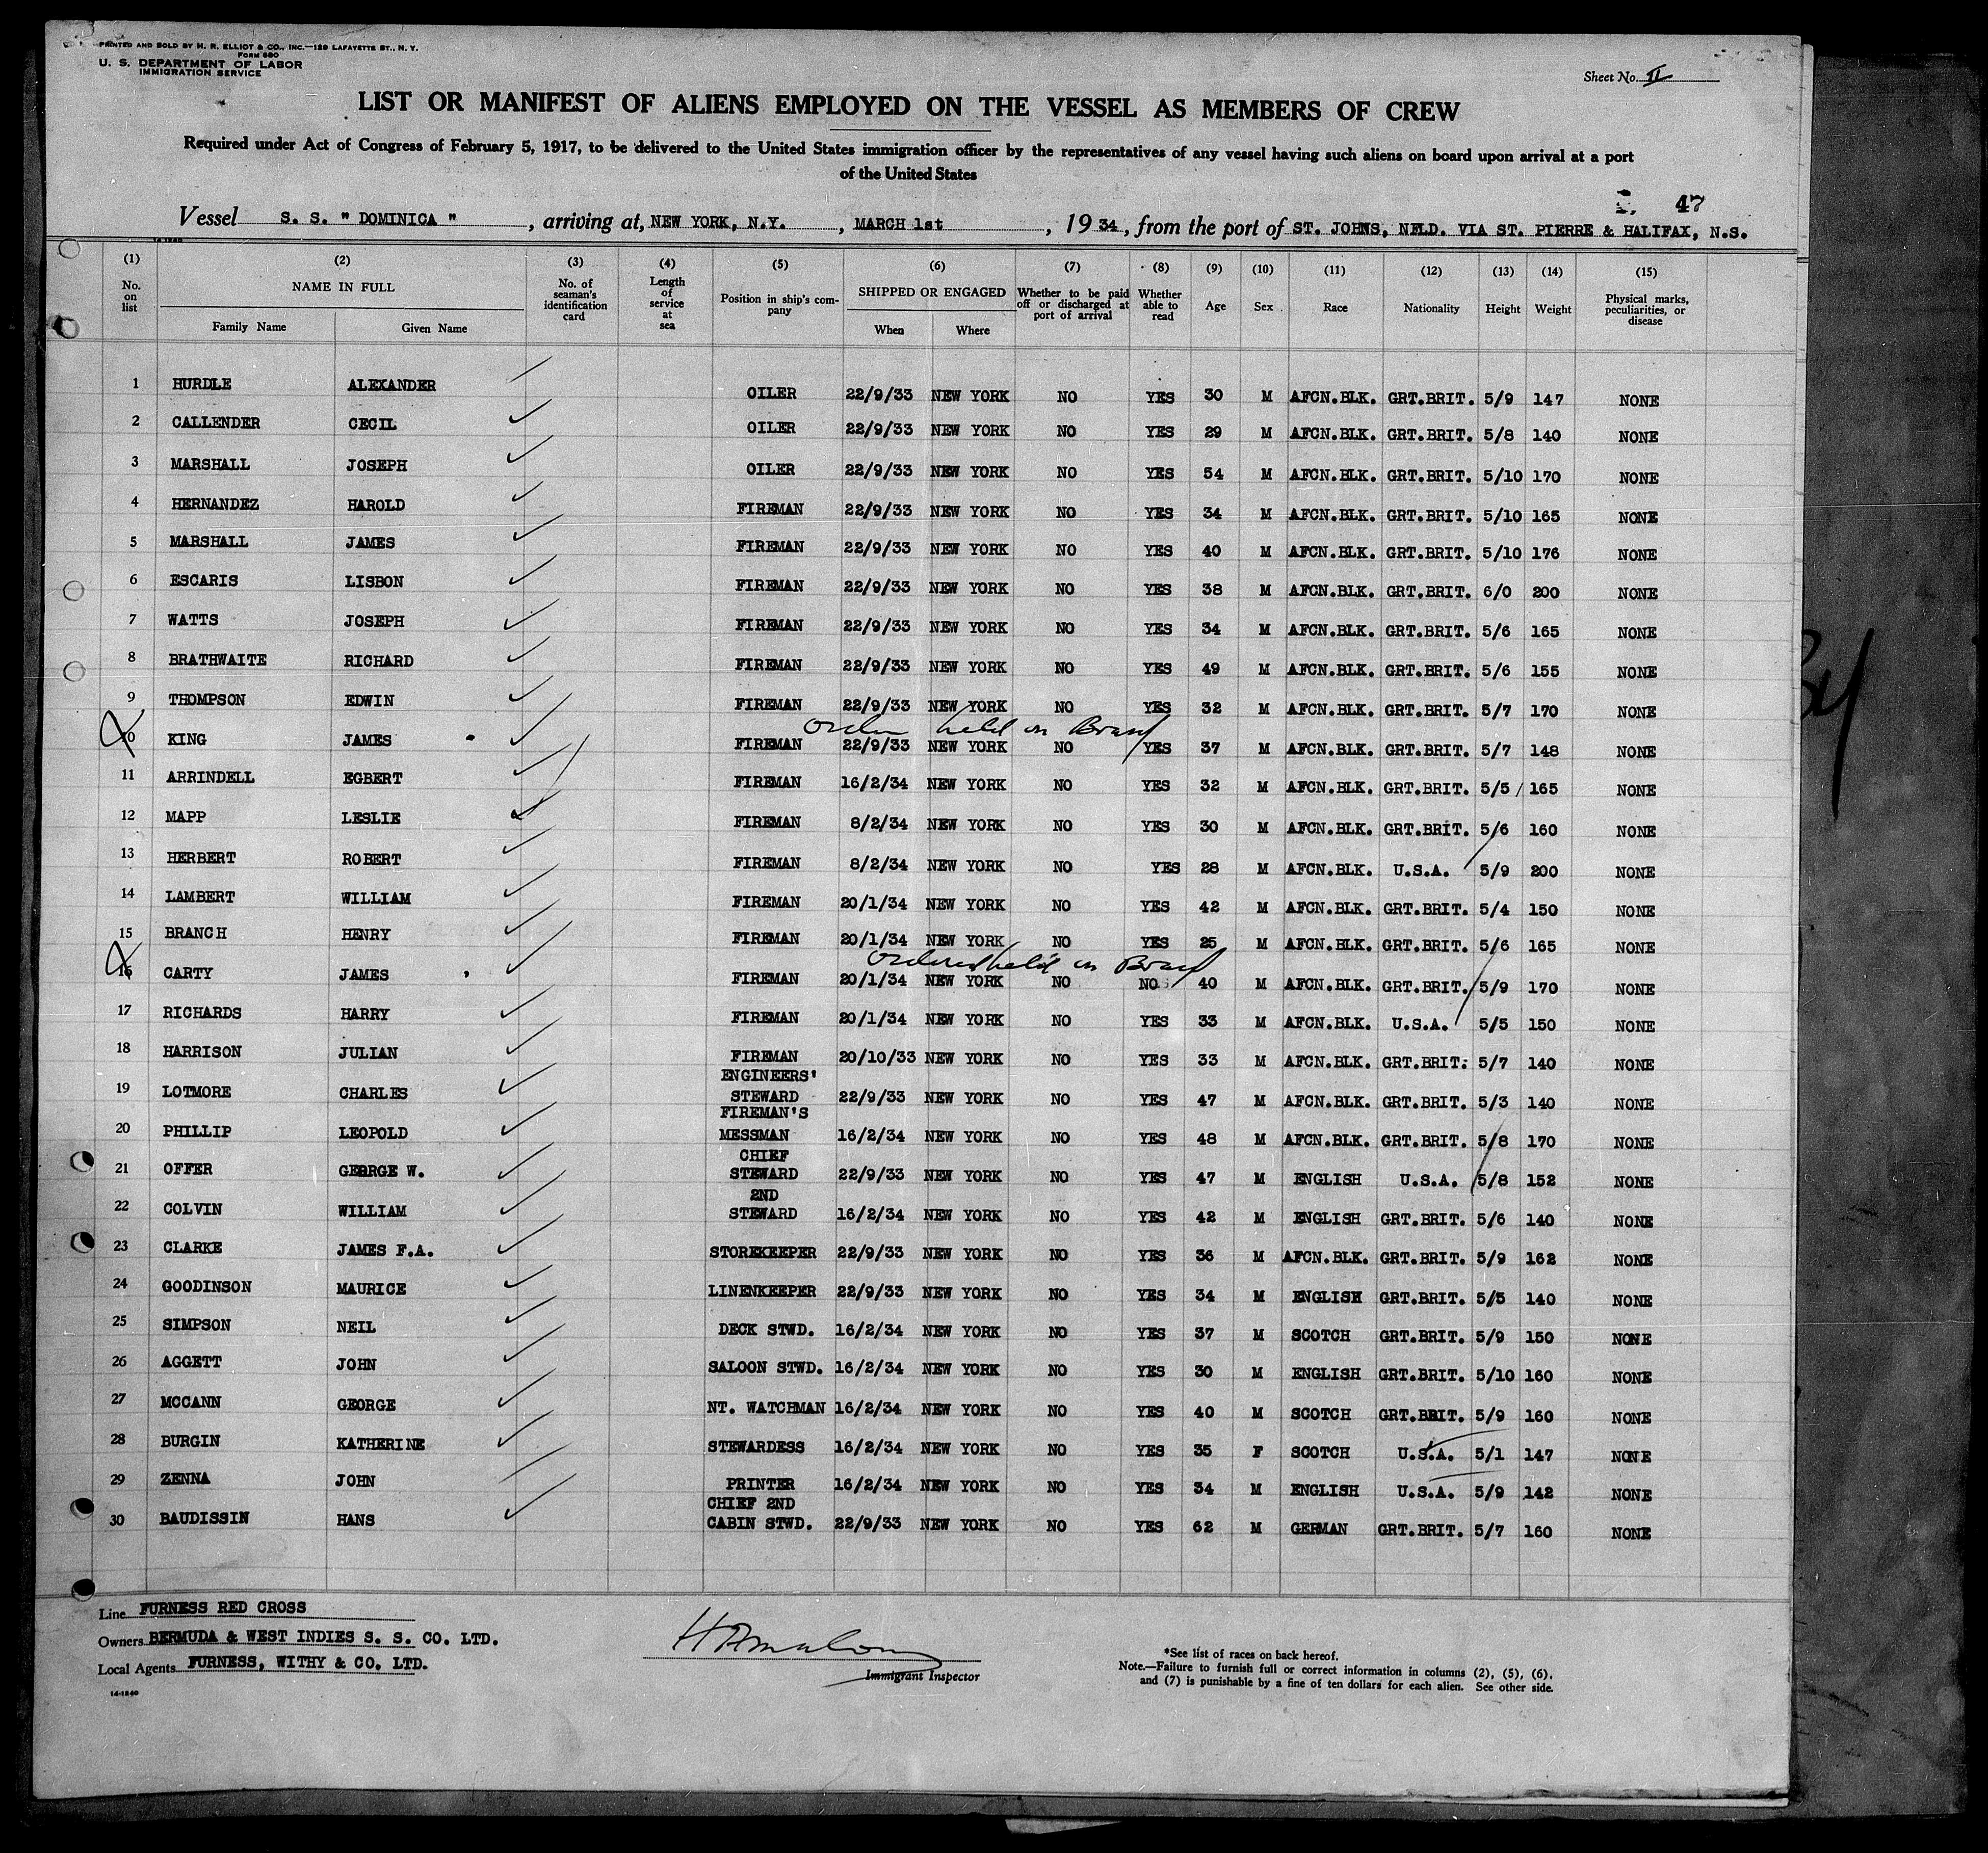 PRINTED AND SOLD BY H. R. ELLIOT & CO., INC.—129 LAFAYETTE ST., N. Y.
FORM 680
U. S. DEPARTMENT OF LABOR
IMMIGRATION SERVICE
Sheet No. II
LIST OR MANIFEST OF ALIENS EMPLOYED ON THE VESSEL AS MEMBERS OF CREW
Required under Act of Congress of February 5, 1917, to be delivered to the United States immigration officer by the representatives of any vessel having such aliens on board upon arrival at a port
of the United States
47
Vessel S. S. " DOMINICA " , arriving at, NEW YORK, N.Y. , MARCH 1st , 19 34 , from the port of ST. JOHNS, NFLD. VIA ST. PIERRE & HALIFAX, N.S.
14-1240
(1) No. on list (2) NAME IN FULL Family Name Given Name (3) No. of seaman's identification card (4) Length of service at sea (5) Position in ship's company (6) SHIPPED OR ENGAGED When Where (7) Whether to be paid off or discharged at port of arrival (8) Whether able to read (9) Age (10) Sex (11) Race (12) Nationality (13) Height (14) Weight (15) Physical marks, peculiarities, or disease
1 HURDLE ALEXANDER OILER 22/9/33 NEW YORK NO YES 30 M AFCN.BLK. GRT.BRIT. 5/9 147 NONE
2 CALLENDER CECIL OILER 22/9/33 NEW YORK NO YES 29 M AFCN.BLK. GRT.BRIT. 5/8 140 NONE
3 MARSHALL JOSEPH OILER 22/9/33 NEW YORK NO YES 54 M AFCN.BLK. GRT.BRIT. 5/10 170 NONE
4 HERNANDEZ HAROLD FIREMAN 22/9/33 NEW YORK NO YES 34 M AFCN.BLK. GRT.BRIT. 5/10 165 NONE
5 MARSHALL JAMES FIREMAN 22/9/33 NEW YORK NO YES 40 M AFCN.BLK. GRT.BRIT. 5/10 176 NONE
6 ESCARIS LISBON FIREMAN 22/9/33 NEW YORK NO YES 38 M AFCN.BLK. GRT.BRIT. 6/0 200 NONE
7 WATTS JOSEPH FIREMAN 22/9/33 NEW YORK NO YES 34 M AFCN.BLK. GRT.BRIT. 5/6 165 NONE
8 BRATHWAITE RICHARD FIREMAN 22/9/33 NEW YORK NO YES 49 M AFCN.BLK. GRT.BRIT. 5/6 155 NONE
9 THOMPSON EDWIN FIREMAN 22/9/33 NEW YORK NO YES 32 M AFCN.BLK. GRT.BRIT. 5/7 170 NONE
held on
10 KING JAMES FIREMAN 22/9/33 NEW YORK NO YES 37 M AFCN.BLK. GRT.BRIT. 5/7 148 NONE
11 ARRINDELL EGBERT FIREMAN 16/2/34 NEW YORK NO YES 32 M AFCN.BLK. GRT.BRIT. 5/5 165 NONE
12 MAPP LESLIE FIREMAN 8/2/34 NEW YORK NO YES 30 M AFCN.BLK. GRT.BRIT. 5/6 160 NONE
13 HERBERT ROBERT FIREMAN 8/2/34 NEW YORK NO YES 28 M AFCN.BLK. U.S.A. 5/9 200 NONE
14 LAMBERT WILLIAM FIREMAN 20/1/34 NEW YORK NO YES 42 M AFCN.BLK. GRT.BRIT. 5/4 150 NONE
15 BRANCH HENRY FIREMAN 20/1/34 NEW YORK NO YES 25 M AFCN.BLK. GRT.BRIT. 5/6 165 NONE
Ordered held on
16 CARTY JAMES FIREMAN 20/1/34 NEW YORK NO NO 40 M AFCN.BLK. GRT.BRIT. 5/9 170 NONE
17 RICHARDS HARRY FIREMAN 20/1/34 NEW YORK NO YES 33 M AFCN.BLK. U.S.A. 5/5 150 NONE
18 HARRISON JULIAN FIREMAN 20/10/33 NEW YORK NO YES 33 M AFCN.BLK. GRT.BRIT. 5/7 140 NONE
19 LOTMORE CHARLES ENGINEERS' STEWARD 22/9/33 NEW YORK NO YES 47 M AFCN.BLK. GRT.BRIT. 5/3 140 NONE
20 PHILLIP LEOPOLD FIREMAN'S MESSMAN 16/2/34 NEW YORK NO YES 48 M AFCN.BLK. GRT.BRIT. 5/8 170 NONE
21 OFFER GEORGE W. CHIEF STEWARD 22/9/33 NEW YORK NO YES 47 M ENGLISH U.S.A. 5/8 152 NONE
22 COLVIN WILLIAM 2ND STEWARD 16/2/34 NEW YORK NO YES 42 M ENGLISH GRT.BRIT. 5/6 140 NONE
23 CLARKE JAMES F.A. STOREKEEPER 22/9/33 NEW YORK NO YES 36 M AFCN.BLK. GRT.BRIT. 5/9 162 NONE
24 GOODINSON MAURICE LINENKEEPER 22/9/33 NEW YORK NO YES 34 M ENGLISH GRT.BRIT. 5/5 140 NONE
25 SIMPSON NEIL DECK STWD. 16/2/34 NEW YORK NO YES 37 M SCOTCH GRT.BRIT. 5/9 150 NONE
26 AGGETT JOHN SALOON STWD. 16/2/34 NEW YORK NO YES 30 M ENGLISH GRT.BRIT. 5/10 160 NONE
27 MCCANN GEORGE NT. WATCHMAN 16/2/34 NEW YORK NO YES 40 M SCOTCH GRT.BRIT. 5/9 160 NONE
28 BURGIN KATHERINE STEWARDESS 16/2/34 NEW YORK NO YES 35 F SCOTCH U.S.A. 5/1 147 NONE
29 ZENNA JOHN PRINTER 16/2/34 NEW YORK NO YES 34 M ENGLISH U.S.A. 5/9 142 NONE
30 BAUDISSIN HANS CHIEF 2ND CABIN STWD. 22/9/33 NEW YORK NO YES 62 M GERMAN GRT.BRIT. 5/7 160 NONE
Line FURNESS RED CROSS
Owners BERMUDA & WEST INDIES S. S. CO. LTD.
Local Agents FURNESS, WITHY & CO. LTD.
14-1240
Immigrant Inspector
*See list of races on back hereof.
Note.—Failure to furnish full or correct information in columns (2), (5), (6),
and (7) is punishable by a fine of ten dollars for each alien. See other side.